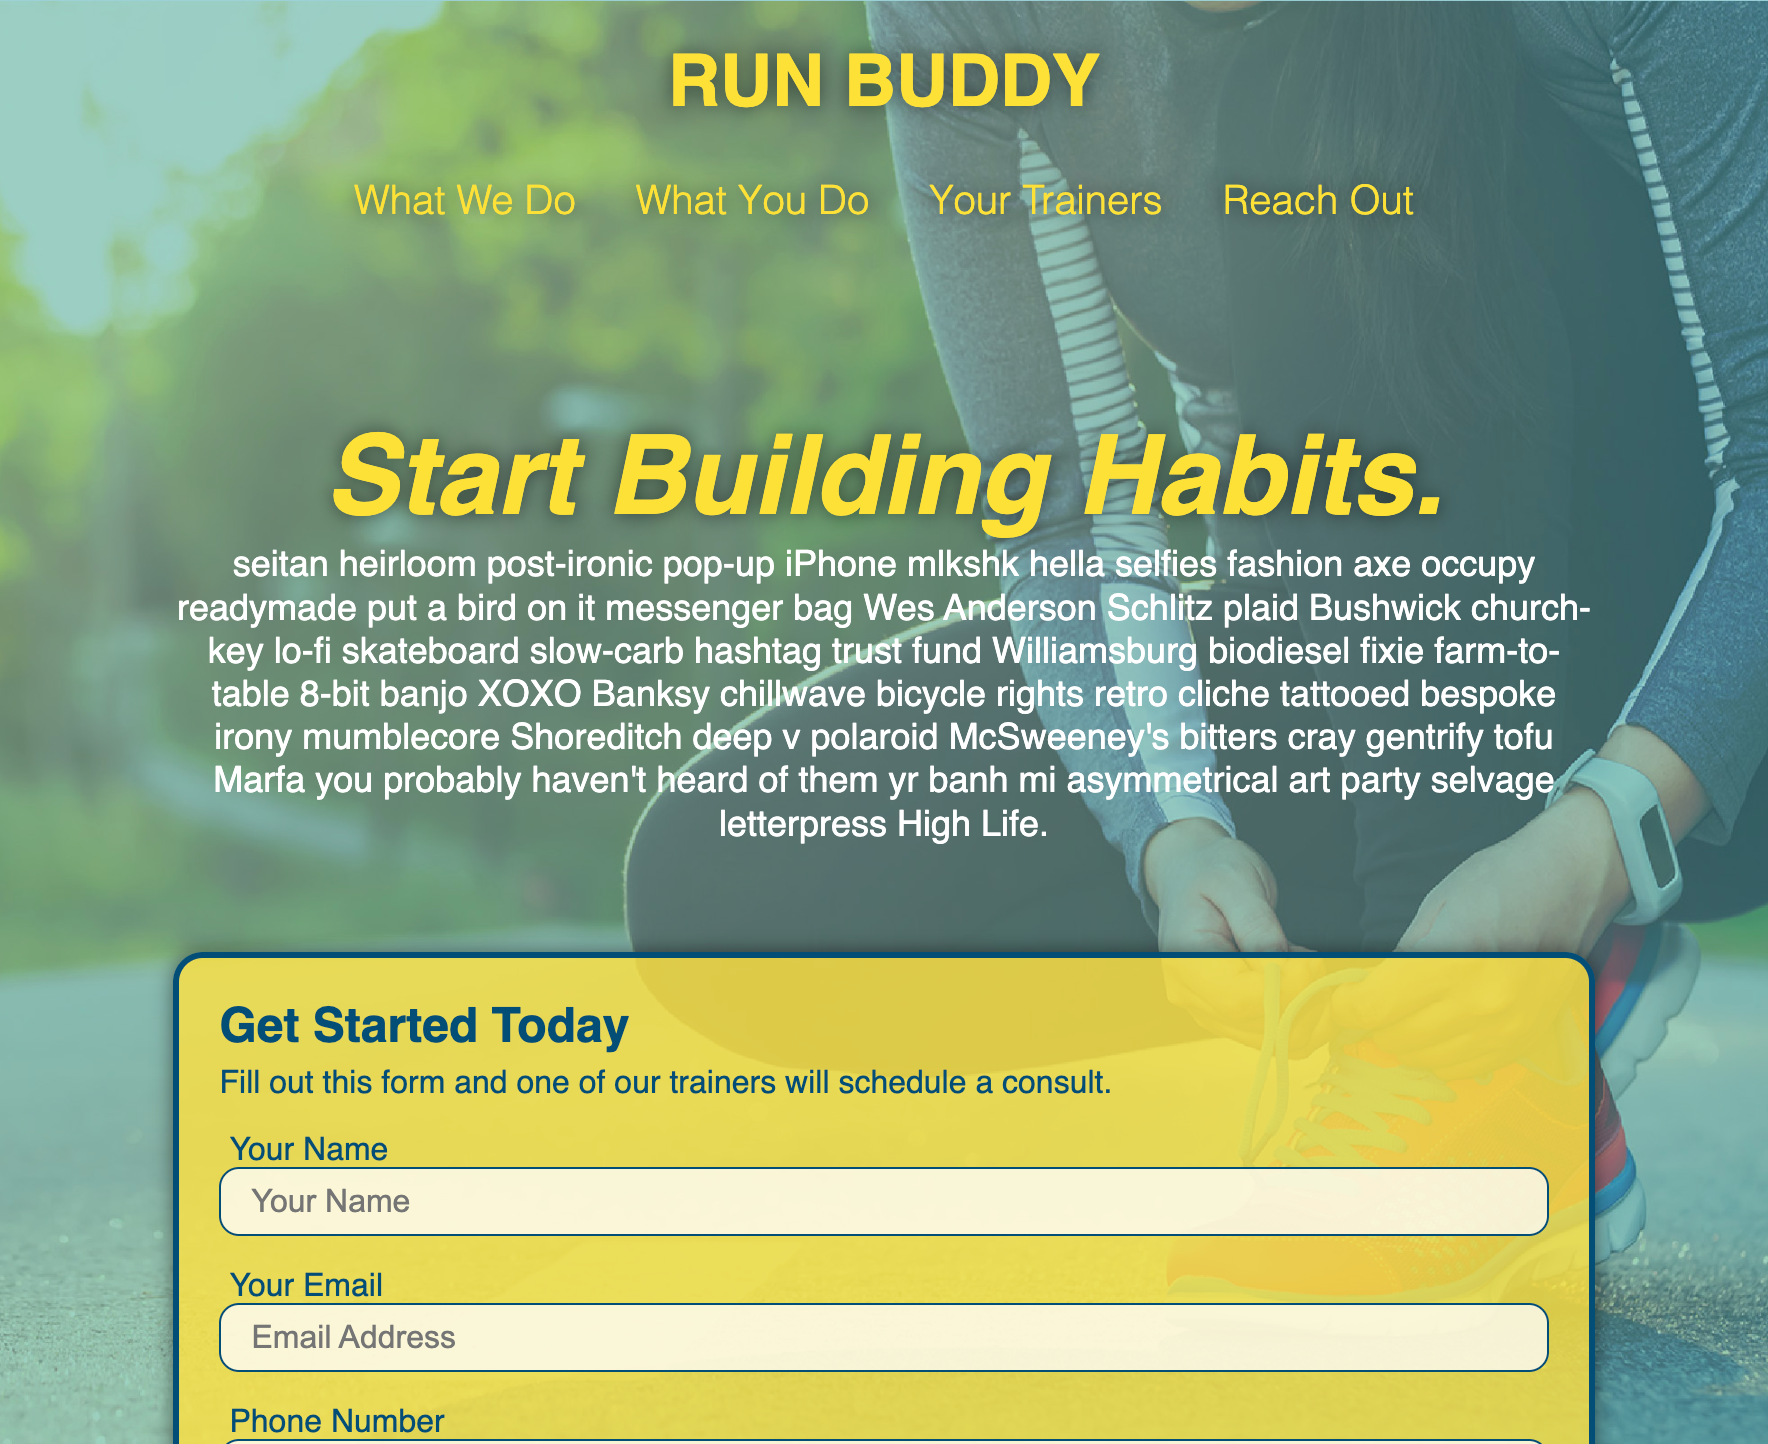 RUN BUDDY
What We Do What You Do Your Trainers Reach Out
Start Building Habits.
seitan heirloom post-ironic pop-up iPhone mlkshk hella selfies fashion axe occupy
readymade put a bird on it messenger bag Wes Anderson Schlitz plaid Bushwick church-
key lo-fi skateboard slow-carb hashtag trust fund Williamsburg biodiesel fixie farm-to-
table 8-bit banjo XOXO Banksy chillwave bicycle rights retro cliche tattooed bespoke
irony mumblecore Shoreditch deep v polaroid McSweeney's bitters cray gentrify tofu
Marfa you probably haven't heard of them yr banh mi asymmetrical art party selvage
letterpress High Life.
Get Started Today
Fill out this form and one of our trainers will schedule a consult.
Your Name
Your Name
Your Email
Email Address
Phone Number